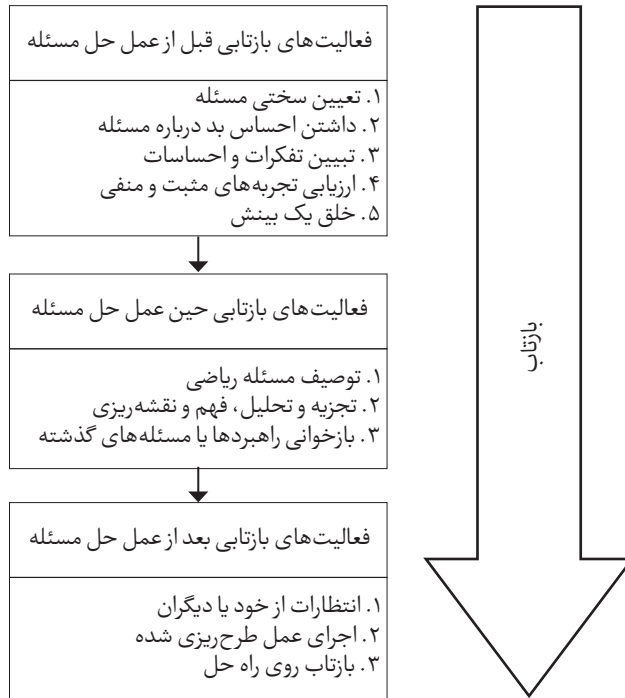 فعالیت‌های بازتابی قبل از عمل حل مسئله
۱. تعیین سختی مسئله
۲. داشتن احساس بد درباره مسئله
۳. تبیین تفکرات و احساسات
۴. ارزیابی تجربه‌های مثبت و منفی
۵. خلق یک بینش
فعالیت‌های بازتابی حین عمل حل مسئله
۱. توصیف مسئله ریاضی
۲. تجزیه و تحلیل، فهم و نقشه‌ریزی
۳. بازخوانی راهبردها یا مسئله‌های گذشته
فعالیت‌های بازتابی بعد از عمل حل مسئله
۱. انتظارات از خود یا دیگران
۲. اجرای عمل طرح‌ریزی شده
۳. بازتاب روی راه حل
بازتاب